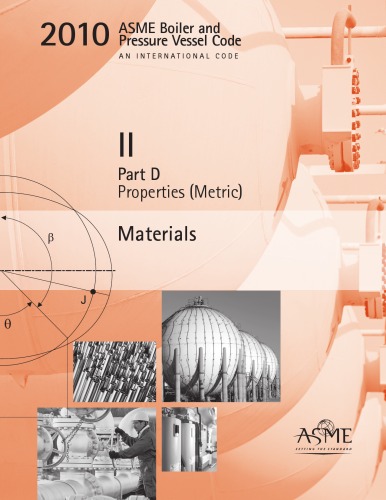 2010 ASME Boiler and
Pressure Vessel Code
AN INTERNATIONAL CODE
II
Part D
Properties (Metric)
Materials
β
J
θ
ASME
SETTING THE STANDARD